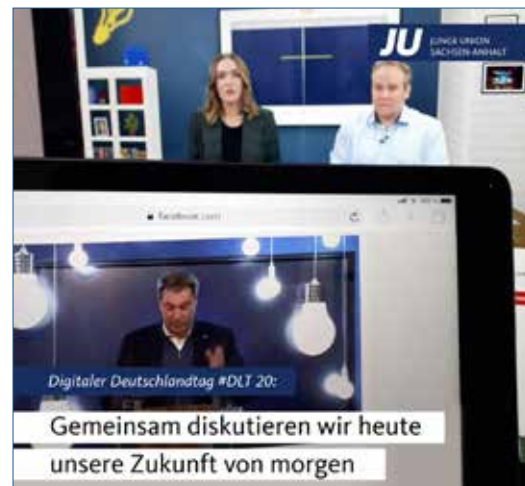 JU JUNGE UNION
SACHSEN-ANHALT
facebook.com
Digitaler Deutschlandtag #DLT 20:
Gemeinsam diskutieren wir heute
unsere Zukunft von morgen